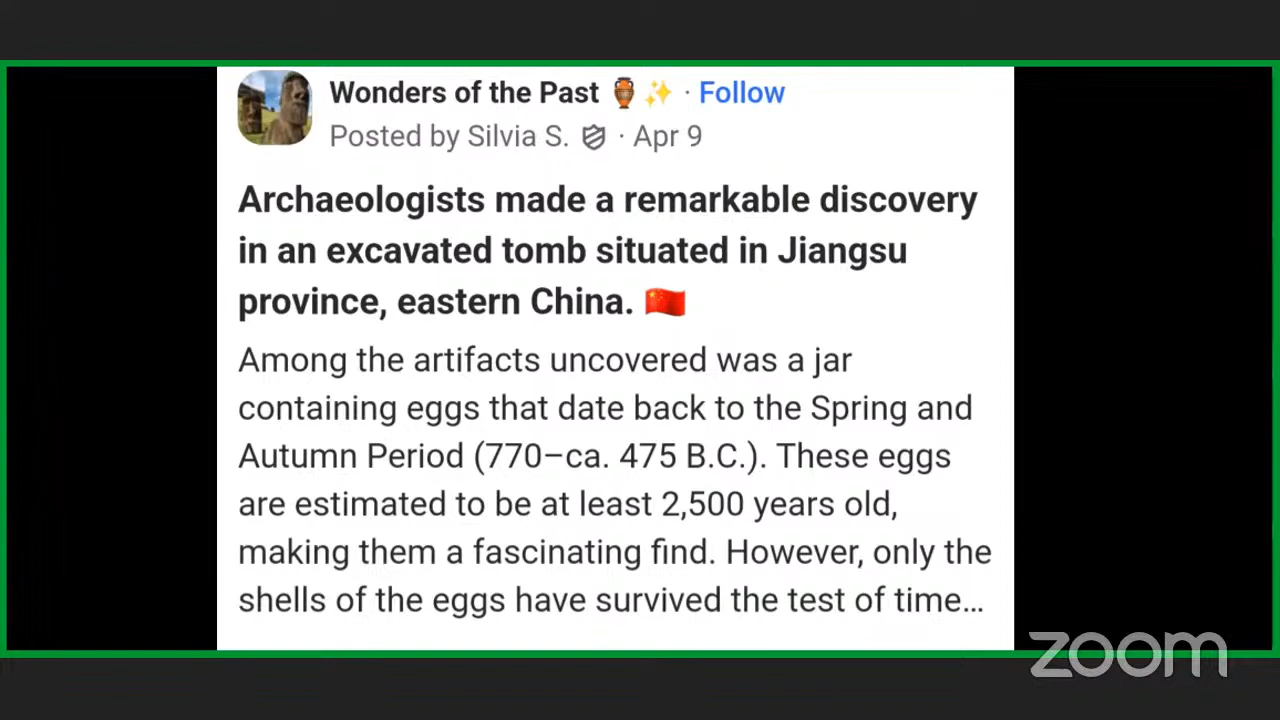 Wonders of the Past 🏺✨ · Follow
Posted by Silvia S. · Apr 9
Archaeologists made a remarkable discovery
in an excavated tomb situated in Jiangsu
province, eastern China. 🇨🇳
Among the artifacts uncovered was a jar
containing eggs that date back to the Spring and
Autumn Period (770–ca. 475 B.C.). These eggs
are estimated to be at least 2,500 years old,
making them a fascinating find. However, only the
shells of the eggs have survived the test of time...
zoom